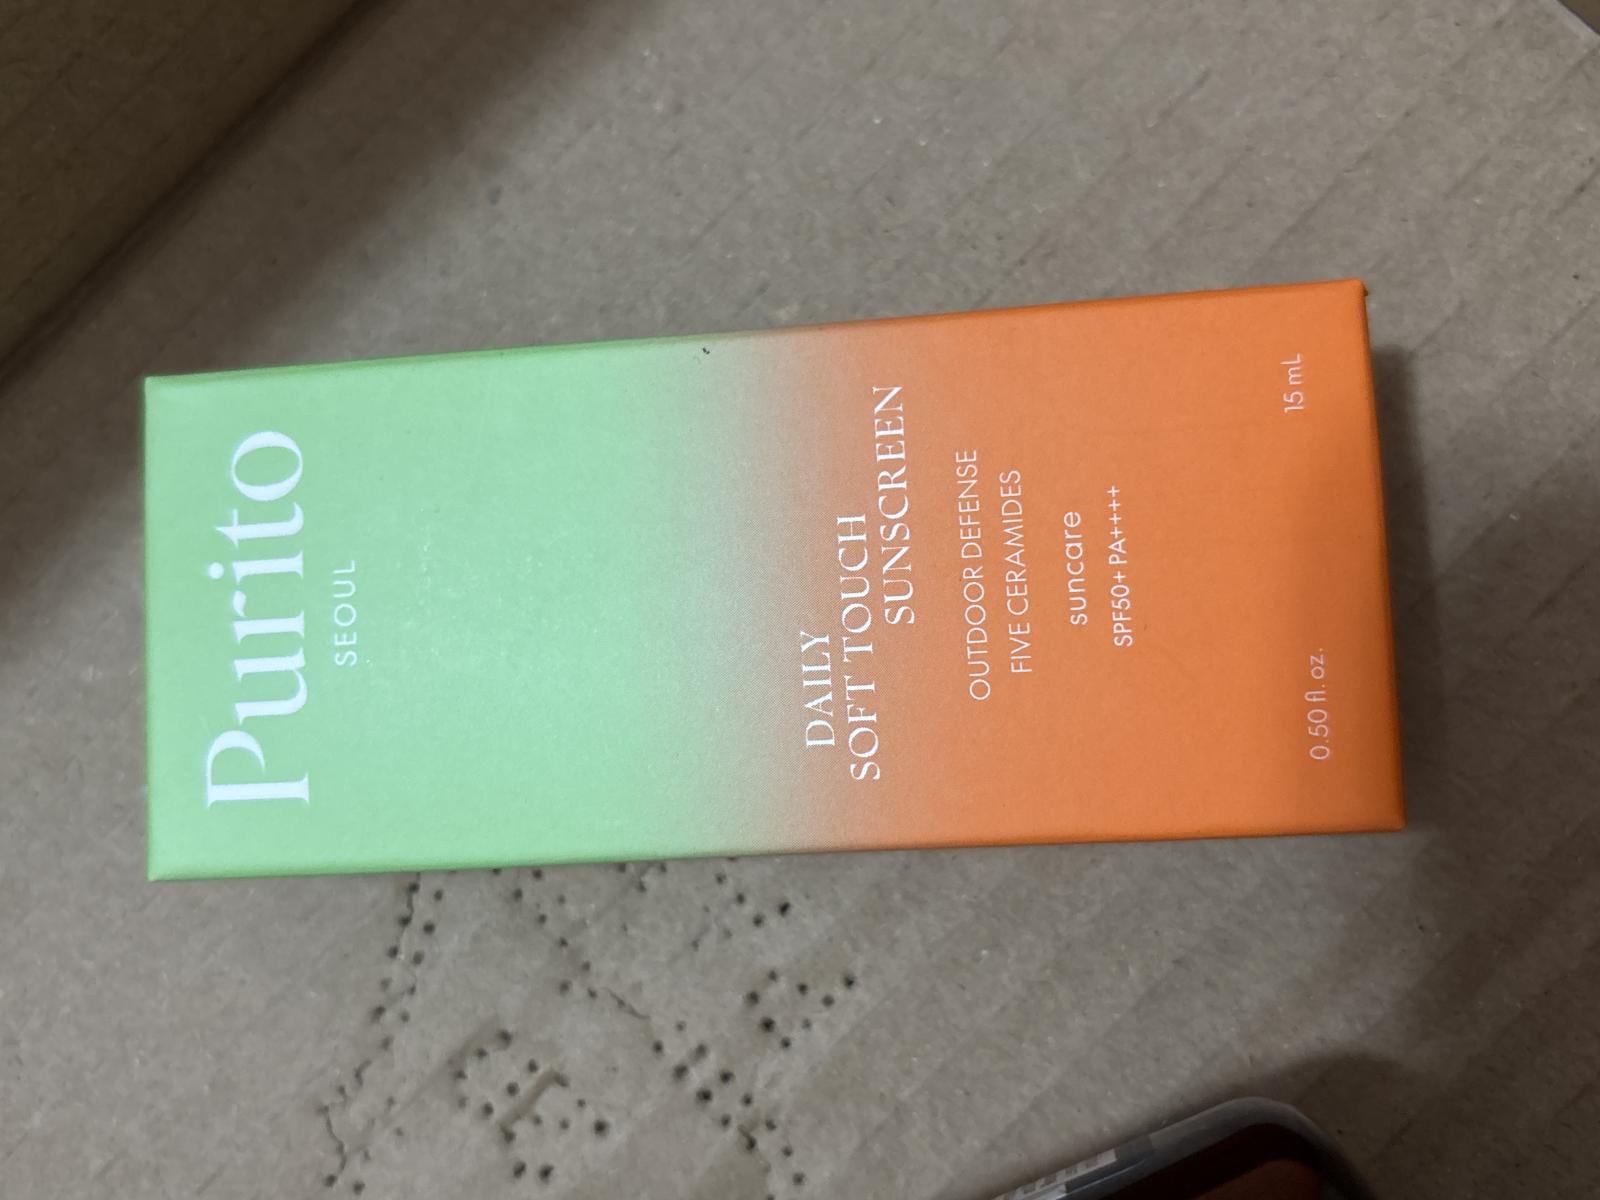 Purito
SEOUL
DAILY
SOFT TOUCH
SUNSCREEN
OUTDOOR DEFENSE
FIVE CERAMIDES
suncare
SPF50+ PA++++
0.50 fl. oz.
15 mL